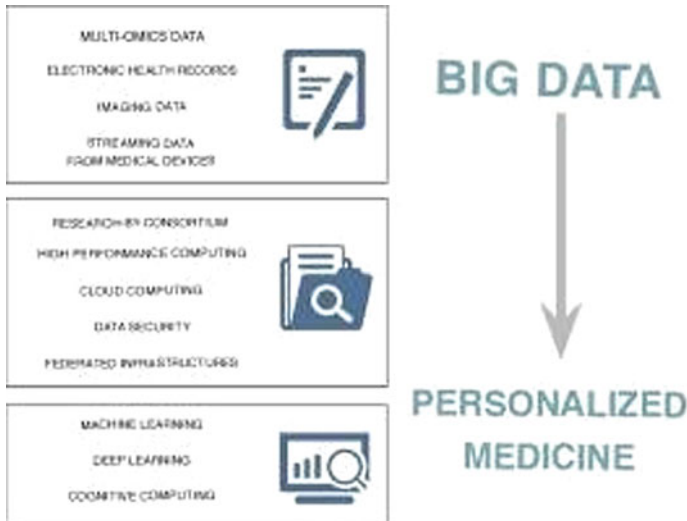 MULTI-OMICS DATA
ELECTRONIC HEALTH RECORDS
IMAGING DATA
STREAMING DATA
FROM MEDICAL DEVICES
RESEARCH-BY CONSORTIUM
HIGH PERFORMANCE COMPUTING
CLOUD COMPUTING
DATA SECURITY
FEDERATED INFRASTRUCTURES
MACHINE LEARNING
DEEP LEARNING
COGNITIVE COMPUTING
BIG DATA
PERSONALIZED
MEDICINE